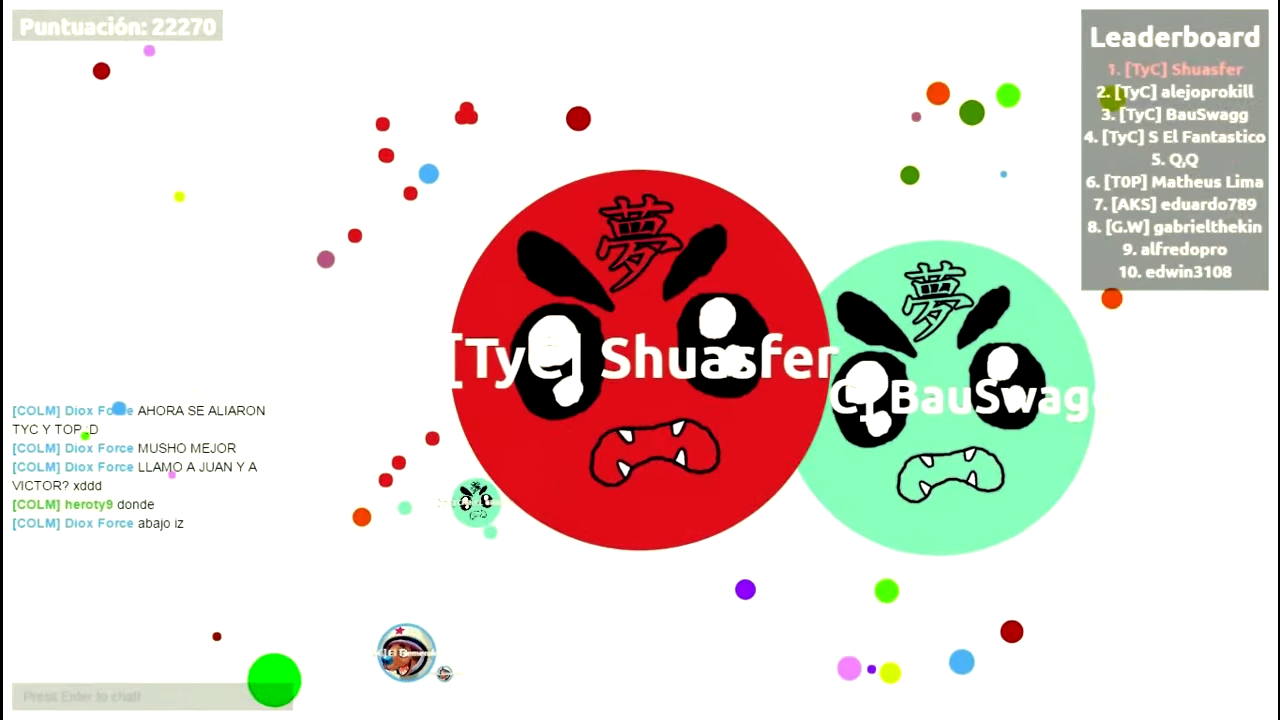 Puntuación: 22270
Leaderboard
1. [TyC] Shuasfer
2. [TyC] alejoprokill
3. [TyC] BauSwagg
4. [TyC] S El Fantastico
5. Q,Q
6. [T0P] Matheus Lima
7. [AKS] eduardo789
8. [G.W] gabrielthekin
9. alfredopro
10. edwin3108
夢
夢
[TyC] Shuasfer
C] BauSwagg
[COLM] Diox Force AHORA SE ALIARON
TYC Y TOP :D
[COLM] Diox Force MUSHO MEJOR
[COLM] Diox Force LLAMO A JUAN Y A
VICTOR? xddd
[COLM] heroty9 donde
[COLM] Diox Force abajo iz
Press Enter to chat!